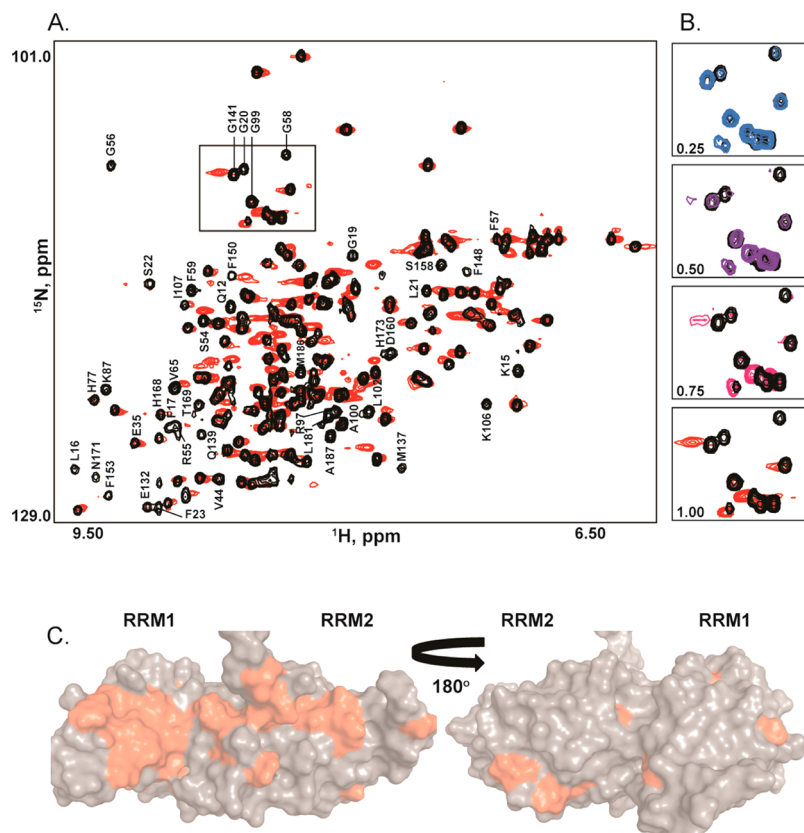 A.
B.
101.0
G141
G20
G99
G58
G56
0.25
0.50
0.75
1.00
¹⁵N, ppm
S22
F59
I107
F150
Q12
S54
G19
S158
F57
F148
L21
H173
D160
M186
K15
K106
H77
K87
V65
H168
F17
T169
R55
Q139
R97
A100
L181
A187
M137
E35
L16
N171
F153
E132
F23
V44
129.0
9.50
¹H, ppm
6.50
C.
RRM1
RRM2
180°
RRM2
RRM1